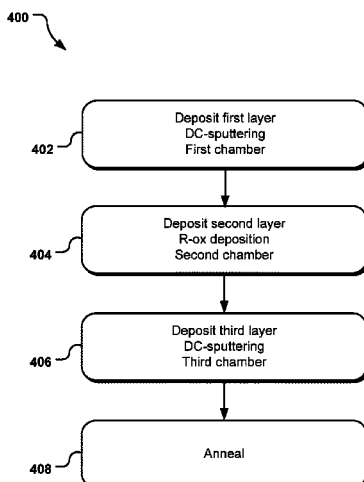 400
402
Deposit first layer
DC-sputtering
First chamber
404
Deposit second layer
R-ox deposition
Second chamber
406
Deposit third layer
DC-sputtering
Third chamber
408
Anneal